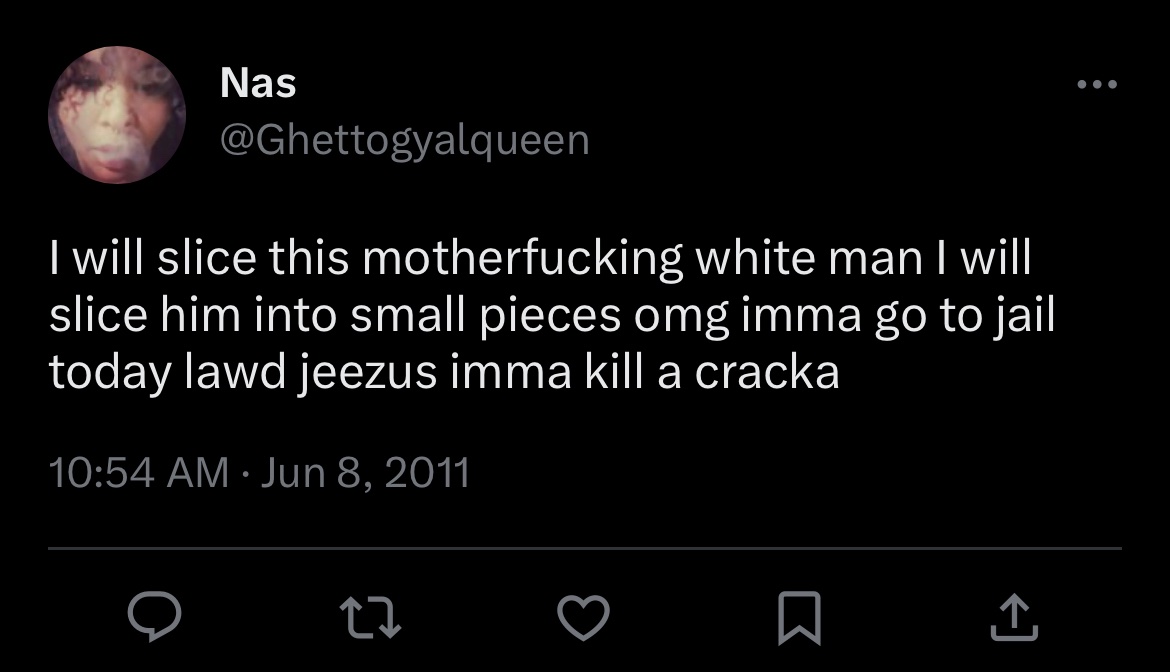 Nas
@Ghettogyalqueen
I will slice this motherfucking white man I will
slice him into small pieces omg imma go to jail
today lawd jeezus imma kill a cracka
10:54 AM · Jun 8, 2011